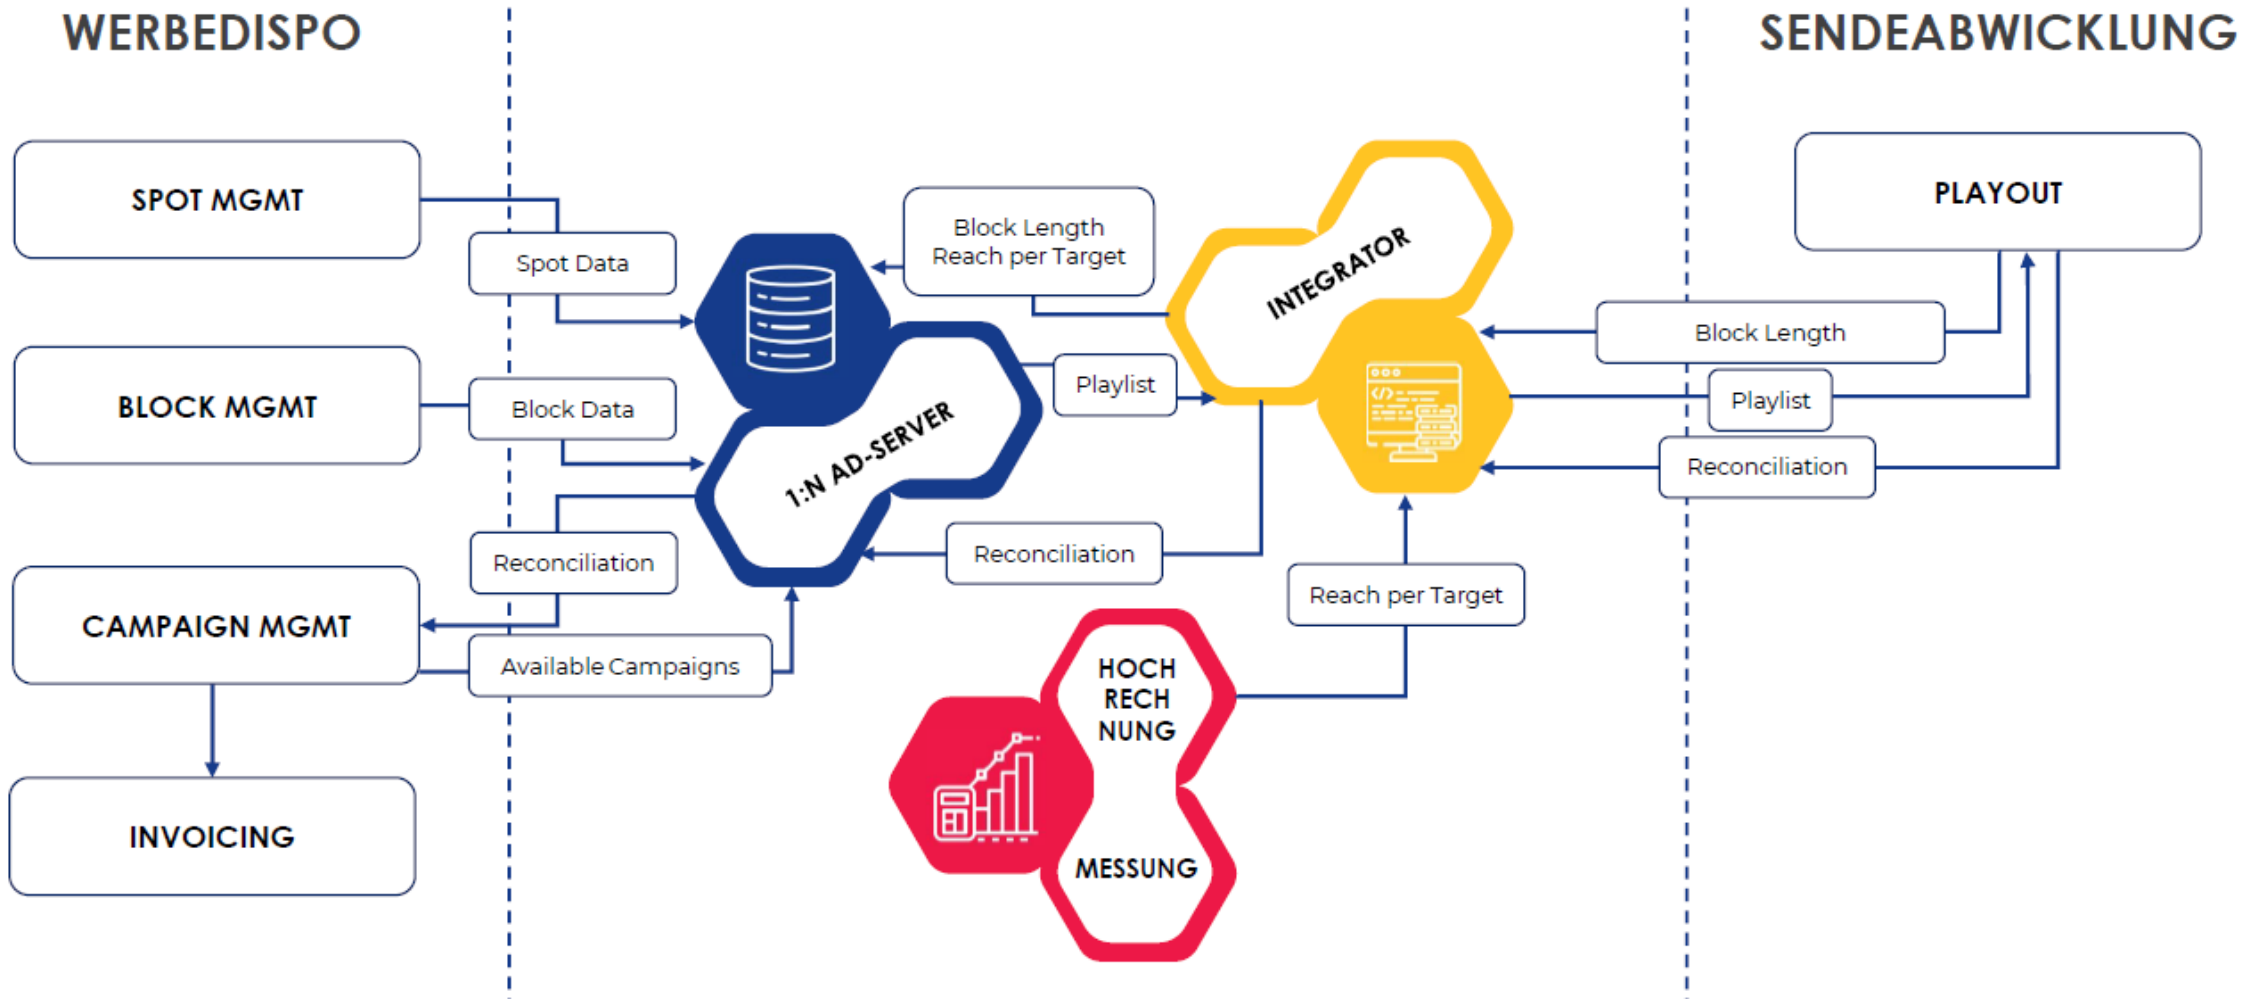 WERBEDISPO
SENDEABWICKLUNG
SPOT MGMT
Spot Data
BLOCK MGMT
Block Data
Reconciliation
CAMPAIGN MGMT
Available Campaigns
INVOICING
1:N AD-SERVER
Block Length
Reach per Target
Playlist
Reconciliation
INTEGRATOR
HOCH
RECH
NUNG
MESSUNG
Reach per Target
PLAYOUT
Block Length
Playlist
Reconciliation